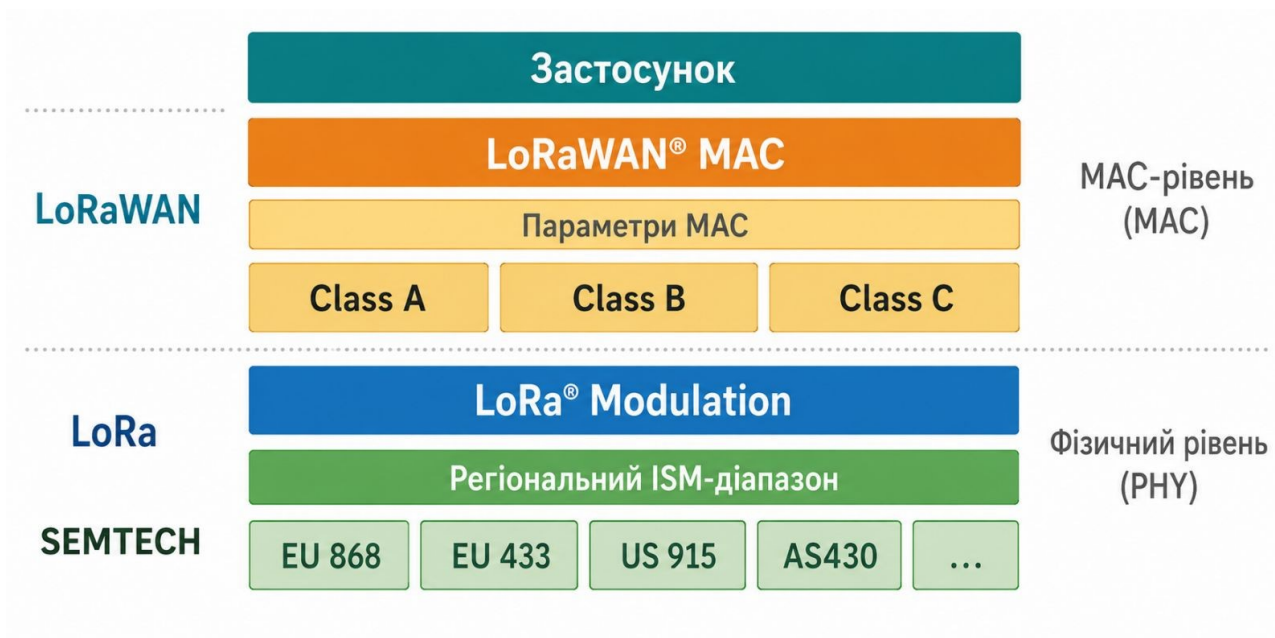 Застосунок
LoRaWAN
LoRaWAN® MAC
Параметри MAC
Class A
Class B
Class C
МАС-рівень
(MAC)
LoRa
SEMTECH
LoRa® Modulation
Регіональний ISM-діапазон
EU 868
EU 433
US 915
AS430
...
Фізичний рівень
(PHY)